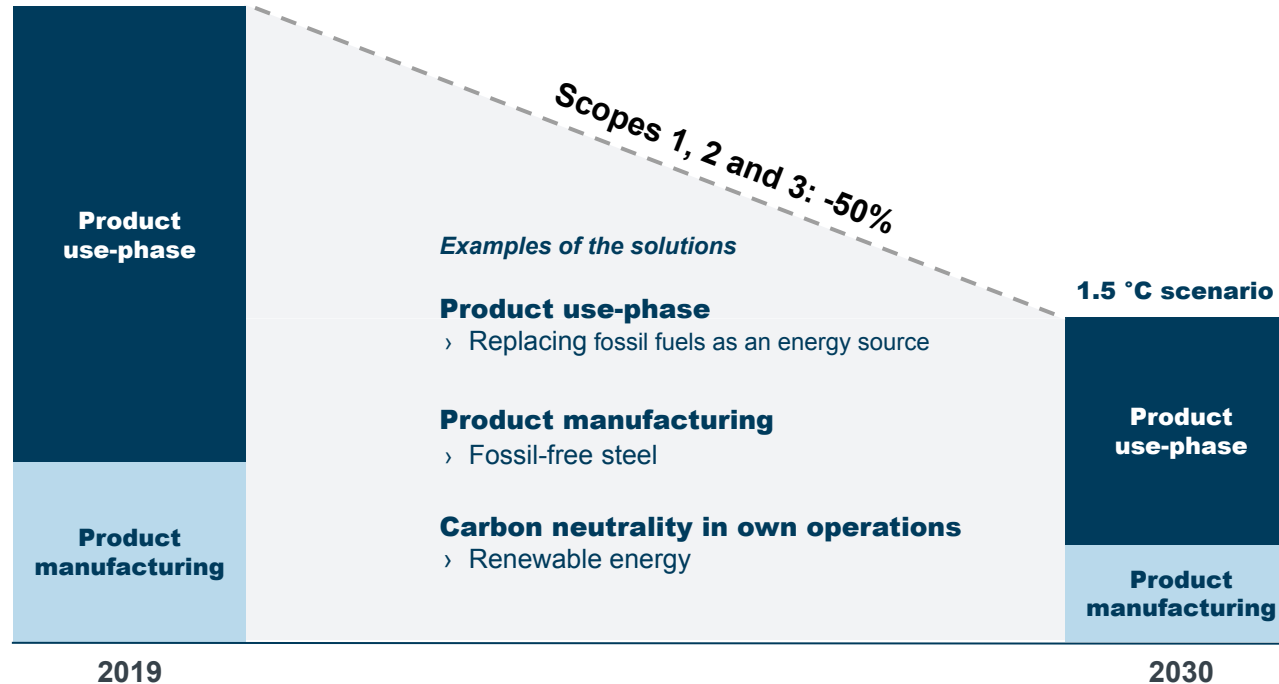 Product
use-phase
Product
manufacturing
2019
Scopes 1, 2 and 3: -50%
Examples of the solutions
Product use-phase
› Replacing fossil fuels as an energy source
Product manufacturing
› Fossil-free steel
Carbon neutrality in own operations
› Renewable energy
1.5 °C scenario
Product
use-phase
Product
manufacturing
2030